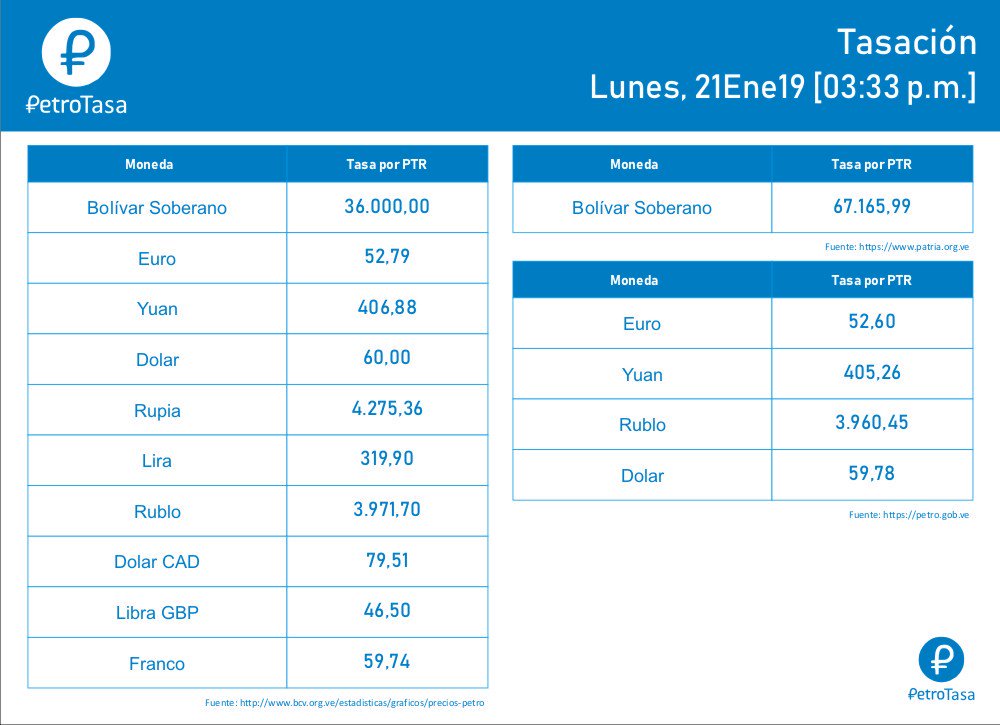 ₽etroTasa
Tasación
Lunes, 21Ene19 [03:33 p.m.]
Moneda Tasa por PTR
Bolívar Soberano 36.000,00
Euro 52,79
Yuan 406,88
Dolar 60,00
Rupia 4.275,36
Lira 319,90
Rublo 3.971,70
Dolar CAD 79,51
Libra GBP 46,50
Franco 59,74
Fuente: http://www.bcv.org.ve/estadisticas/graficos/precios-petro
Moneda Tasa por PTR
Bolívar Soberano 67.165,99
Fuente: https://www.patria.org.ve
Moneda Tasa por PTR
Euro 52,60
Yuan 405,26
Rublo 3.960,45
Dolar 59,78
Fuente: https://petro.gob.ve
₽etroTasa